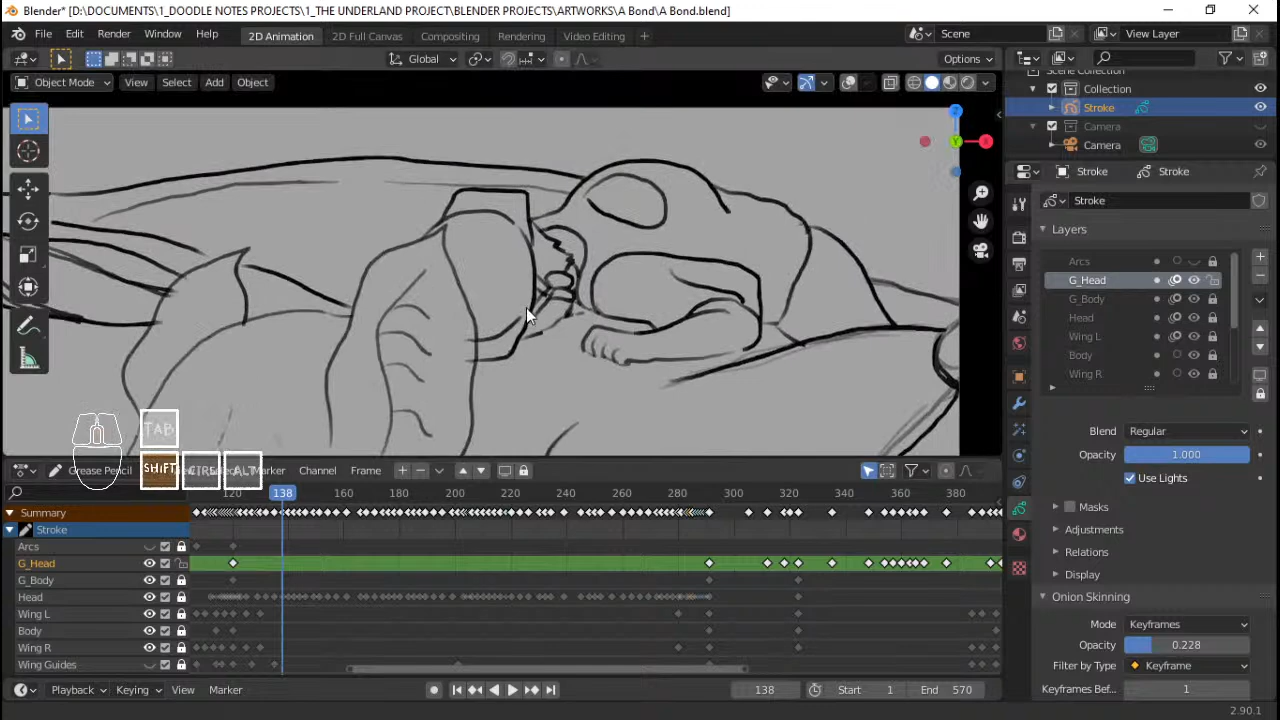 Blender* [D:\DOCUMENTS\1_DOODLE NOTES PROJECTS\1_THE UNDERLAND PROJECT\BLENDER PROJECTS\ARTWORKS\A Bond\A Bond.blend]
File Edit Render Window Help 2D Animation 2D Full Canvas Compositing Rendering Video Editing + Scene View Layer
Global Options
Object Mode View Select Add Object
Scene Collection
Collection
Stroke
Camera
Camera
Stroke Stroke
Stroke
Layers
Arcs
G_Head
G_Body
Head
Wing L
Body
Wing R
Blend Regular
Opacity 1.000
Use Lights
Masks
Adjustments
Relations
Display
Onion Skinning
Mode Keyframes
Opacity 0.228
Filter by Type Keyframe
Keyframes Bef... 1
X
TAB
SHIFT CTRL ALT
Grease Pencil Marker Channel Frame
120 138 160 180 200 220 240 260 280 300 320 340 360 380
Summary
Stroke
Arcs
G_Head
G_Body
Head
Wing L
Body
Wing R
Wing Guides
Playback Keying View Marker 138 Start 1 End 570
2.90.1